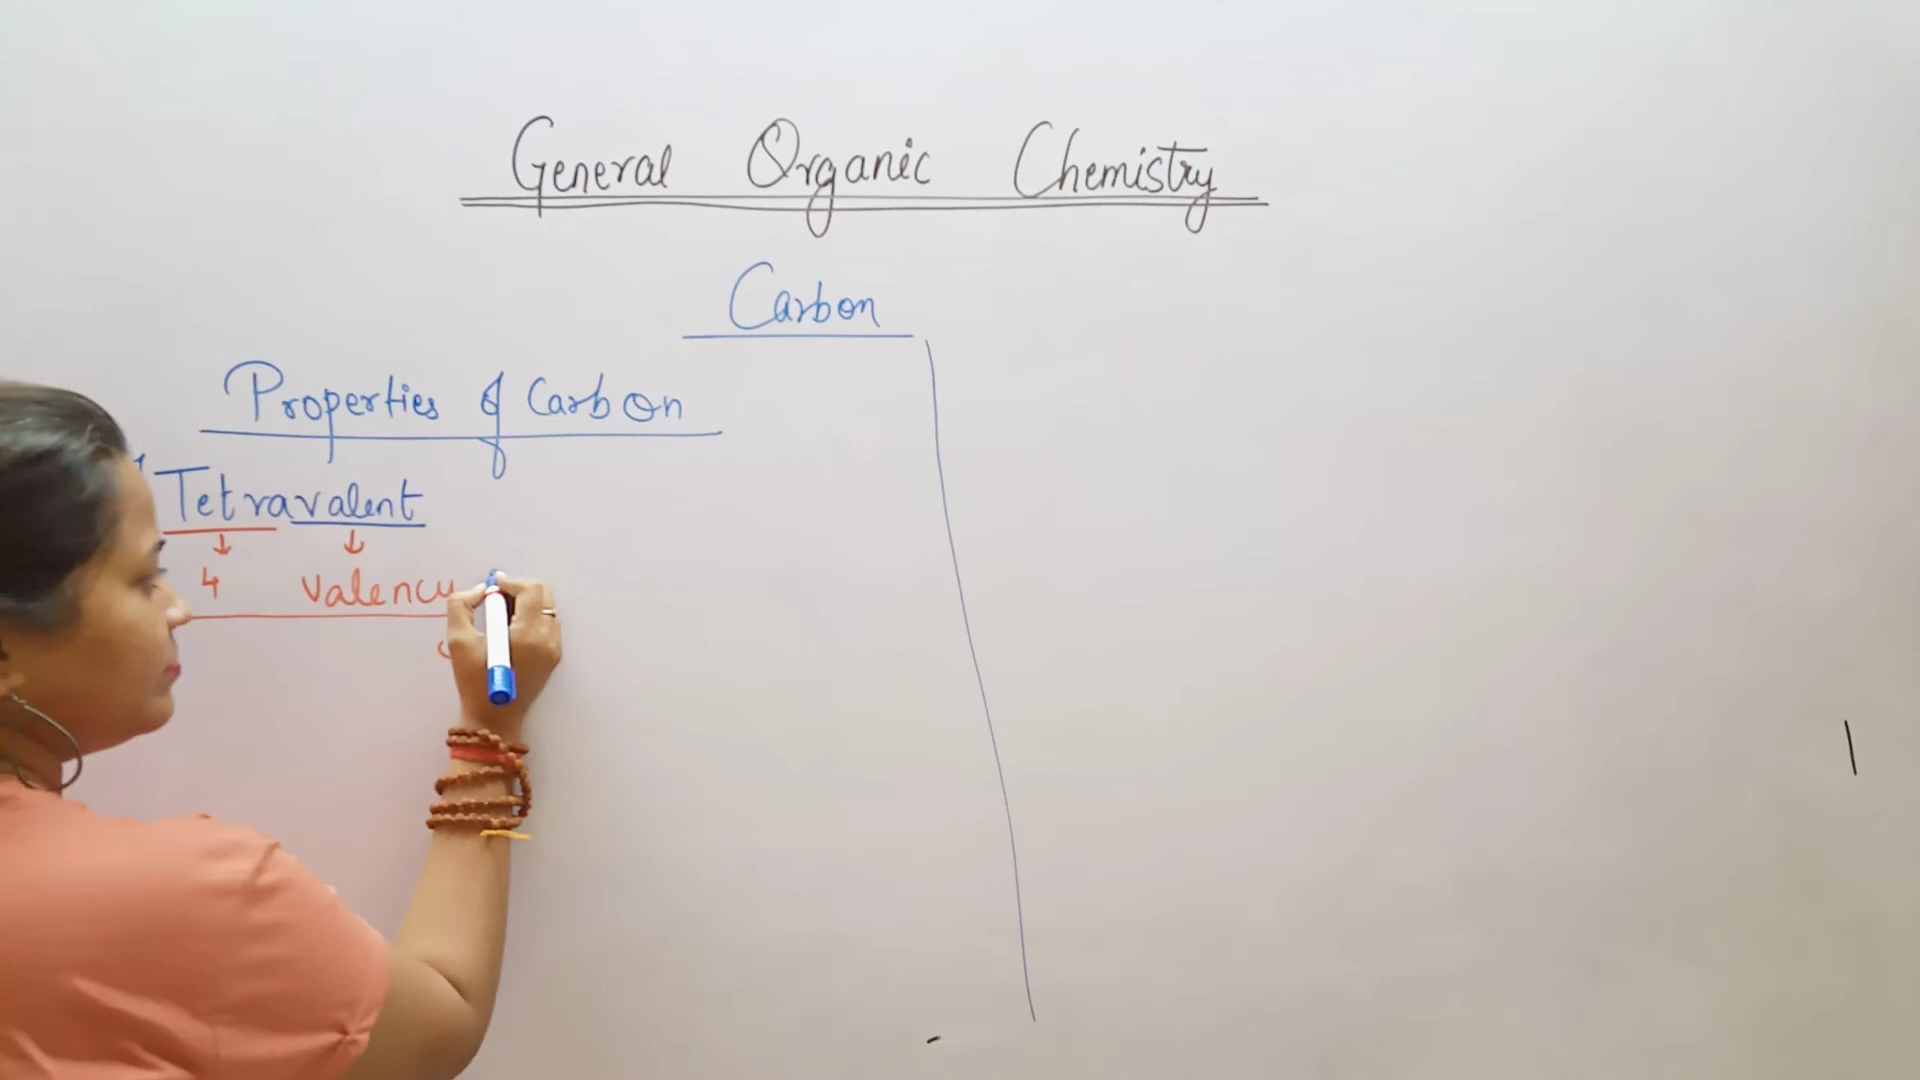 General Organic Chemistry
Carbon
Properties of Carbon
Tetravalent
↓ ↓
4 valency